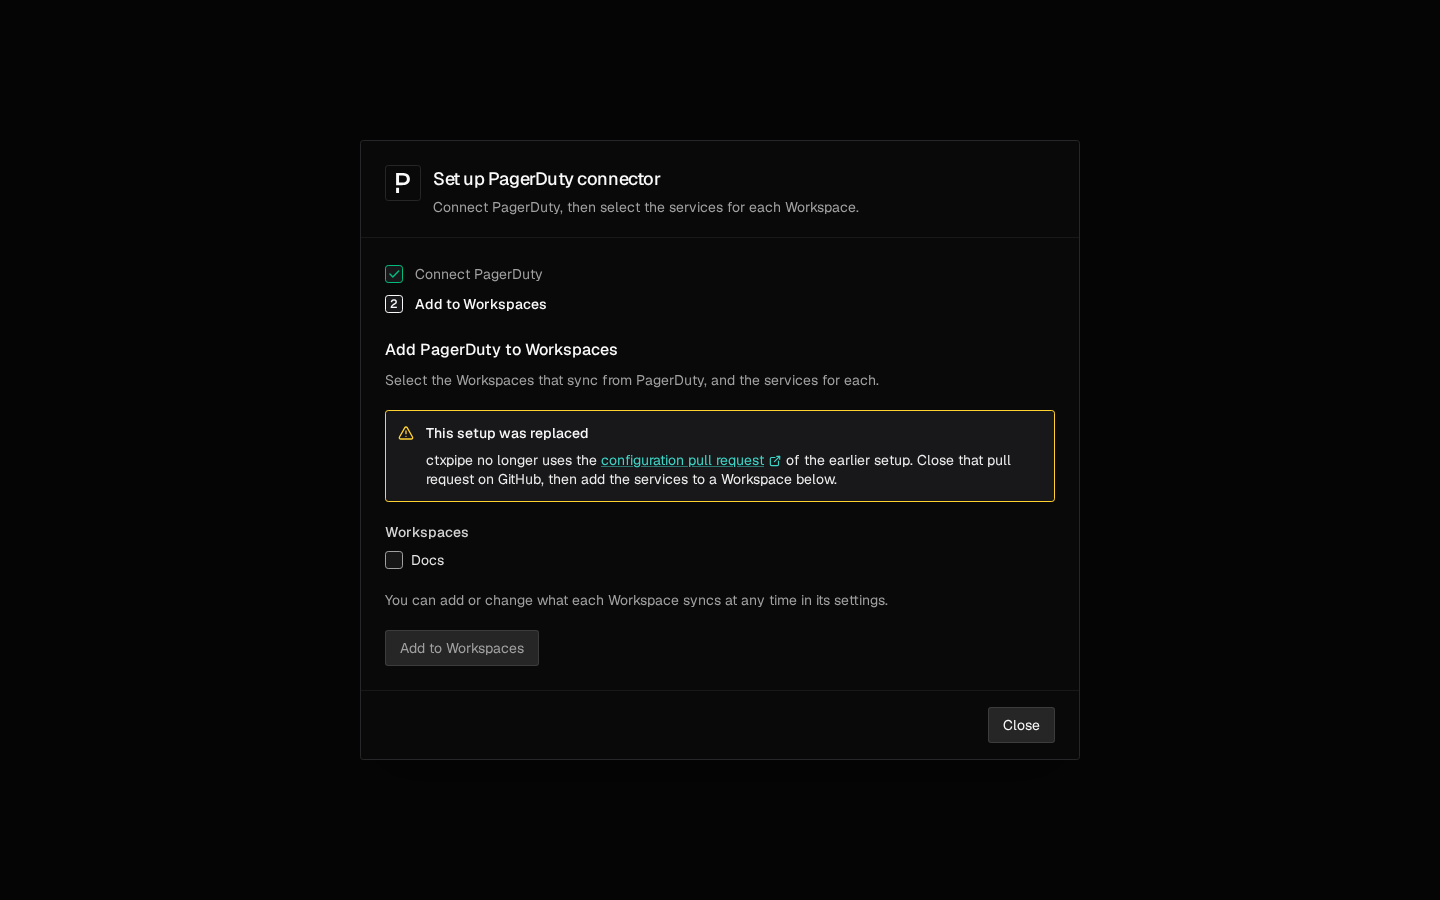 Set up PagerDuty connector
Connect PagerDuty, then select the services for each Workspace.
Connect PagerDuty
2 Add to Workspaces
Add PagerDuty to Workspaces
Select the Workspaces that sync from PagerDuty, and the services for each.
This setup was replaced
ctxpipe no longer uses the configuration pull request of the earlier setup. Close that pull
request on GitHub, then add the services to a Workspace below.
Workspaces
Docs
You can add or change what each Workspace syncs at any time in its settings.
Add to Workspaces
Close